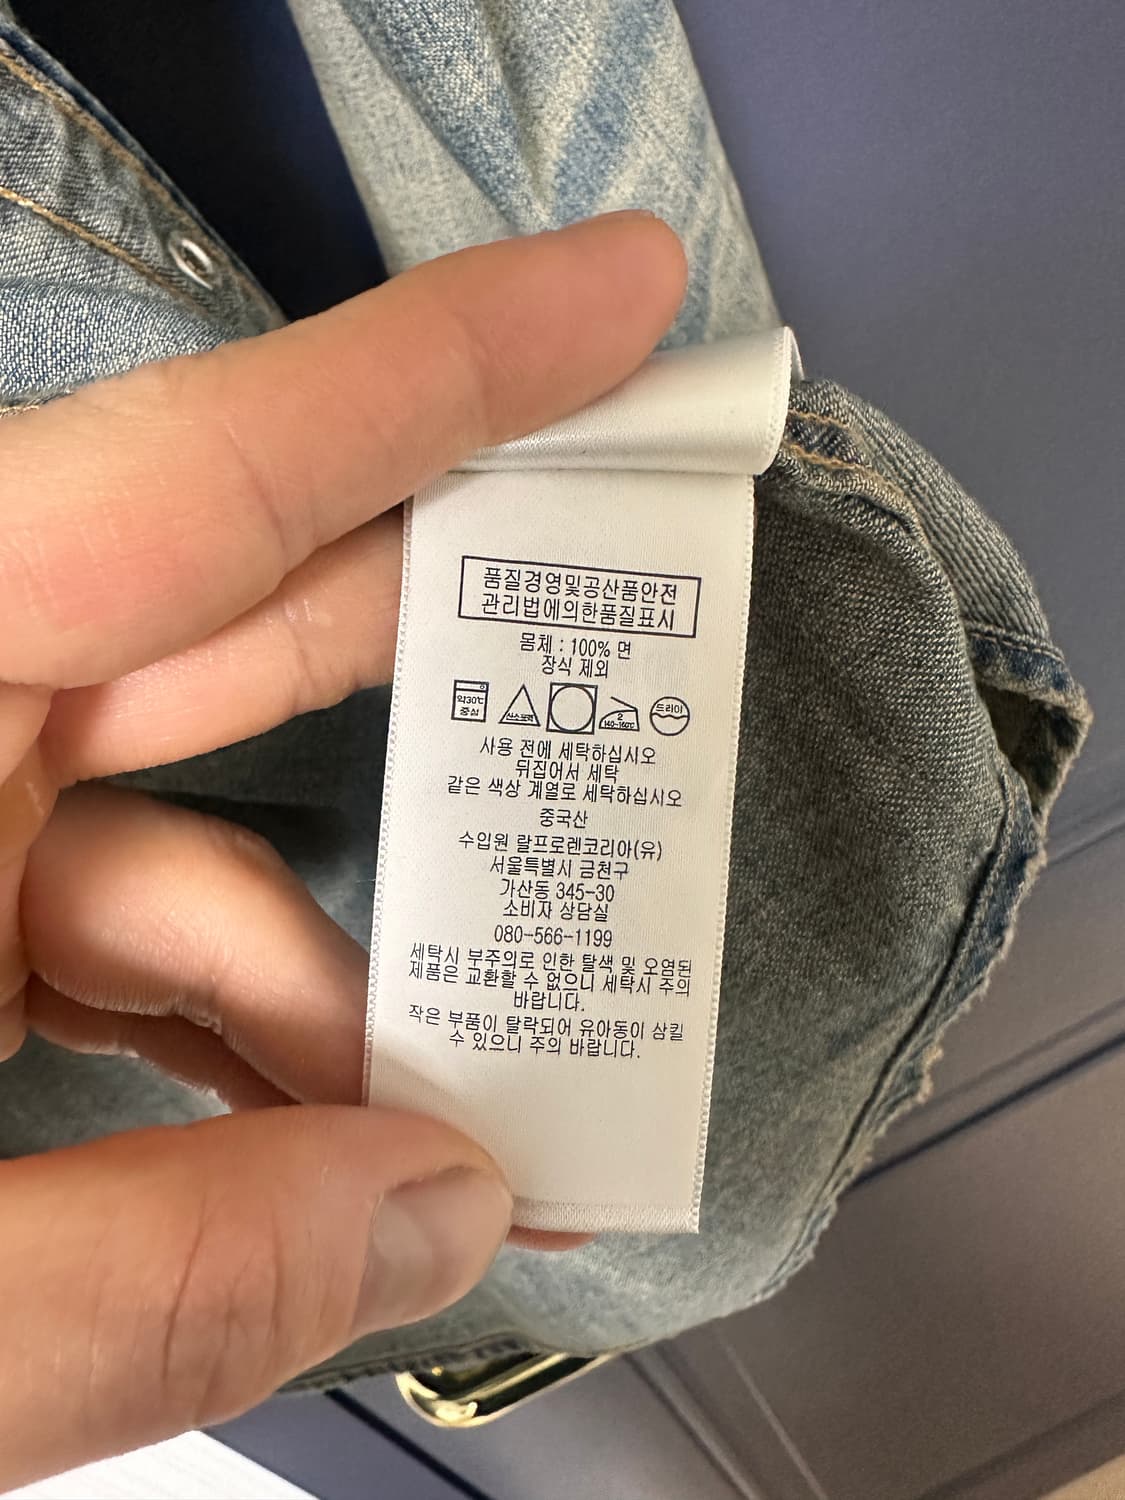 품질경영및공산품안전
관리법에의한품질표시
몸체 : 100% 면
장식 제외
약30℃
중성
산소표백
2
140~160℃
드라이
사용 전에 세탁하십시오
뒤집어서 세탁
같은 색상 계열로 세탁하십시오
중국산
수입원 랄프로렌코리아(유)
서울특별시 금천구
가산동 345-30
소비자 상담실
080-566-1199
세탁시 부주의로 인한 탈색 및 오염된
제품은 교환할 수 없으니 세탁시 주의
바랍니다.
작은 부품이 탈락되어 유아동이 삼킬
수 있으니 주의 바랍니다.